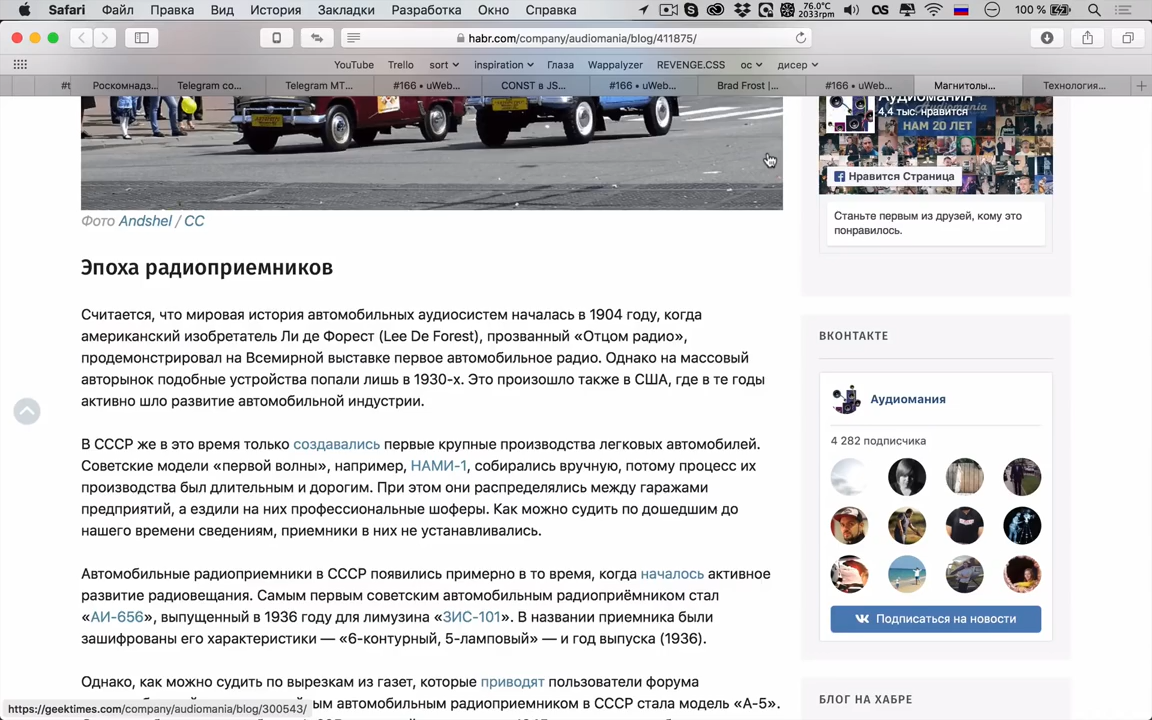 Safari Файл Правка Вид История Закладки Разработка Окно Справка 76.0°C 2033rpm 100 %
habr.com/company/audiomania/blog/411875/
YouTube Trello sort inspiration Глаза Wappalyzer REVENGE.CSS ос дисер
#t Роскомнадз... Telegram со... Telegram MT... #166 • uWeb... CONST в JS... #166 • uWeb... Brad Frost |... #166 • uWeb... Магнитолы... Технология...
Аудиомания
4,4 тыс. нравится
НАМ 20 ЛЕТ
Нравится Страница
Станьте первым из друзей, кому это
понравилось.
Фото Andshel / CC
Эпоха радиоприемников
Считается, что мировая история автомобильных аудиосистем началась в 1904 году, когда
американский изобретатель Ли де Форест (Lee De Forest), прозванный «Отцом радио»,
продемонстрировал на Всемирной выставке первое автомобильное радио. Однако на массовый
авторынок подобные устройства попали лишь в 1930-х. Это произошло также в США, где в те годы
активно шло развитие автомобильной индустрии.
В СССР же в это время только создавались первые крупные производства легковых автомобилей.
Советские модели «первой волны», например, НАМИ-1, собирались вручную, потому процесс их
производства был длительным и дорогим. При этом они распределялись между гаражами
предприятий, а ездили на них профессиональные шоферы. Как можно судить по дошедшим до
нашего времени сведениям, приемники в них не устанавливались.
Автомобильные радиоприемники в СССР появились примерно в то время, когда началось активное
развитие радиовещания. Самым первым советским автомобильным радиоприёмником стал
«АИ-656», выпущенный в 1936 году для лимузина «ЗИС-101». В названии приемника были
зашифрованы его характеристики — «6-контурный, 5-ламповый» — и год выпуска (1936).
Однако, как можно судить по вырезкам из газет, которые приводят пользователи форума
ым автомобильным радиоприемником в СССР стала модель «А-5».
https://geektimes.com/company/audiomania/blog/300543/
ВКОНТАКТЕ
Аудиомания
4 282 подписчика
Подписаться на новости
БЛОГ НА ХАБРЕ